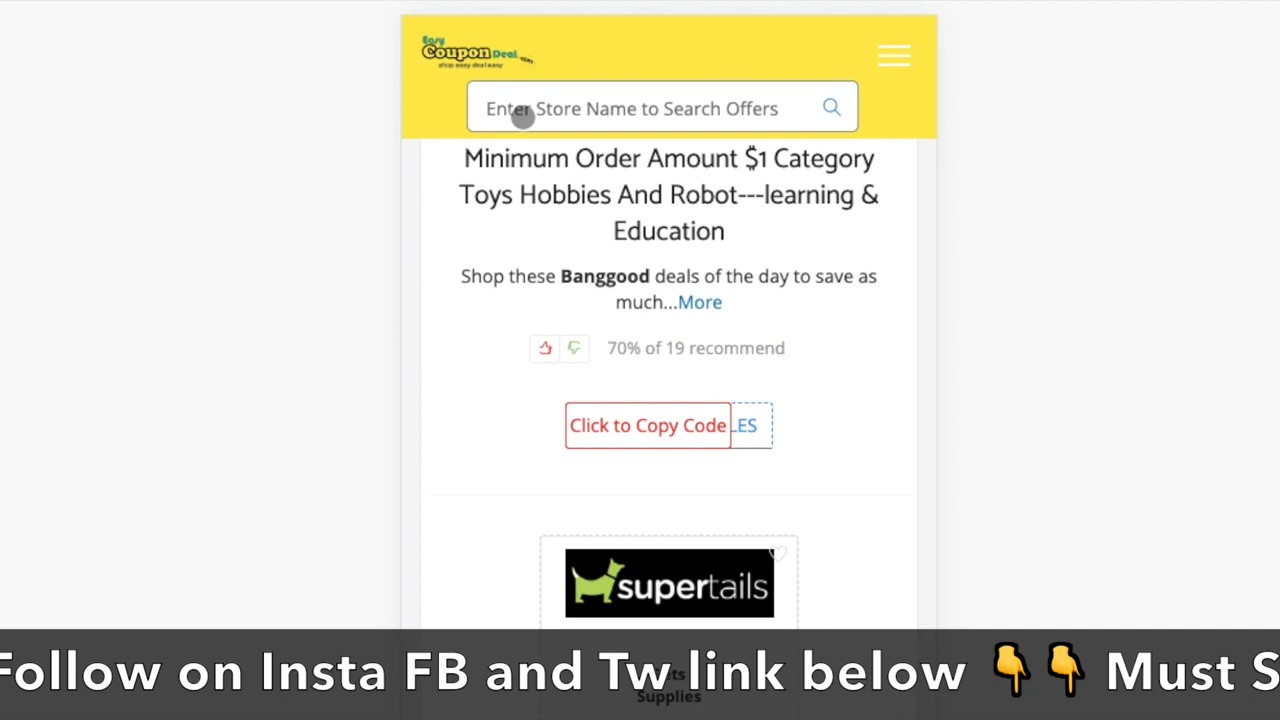 Easy
Coupon Deal
shop easy deal easy
Enter Store Name to Search Offers
Minimum Order Amount $1 Category
Toys Hobbies And Robot---learning &
Education
Shop these Banggood deals of the day to save as
much...More
70% of 19 recommend
Click to Copy Code LES
supertails
Supplies
Follow on Insta FB and Tw link below 👇👇 Must S